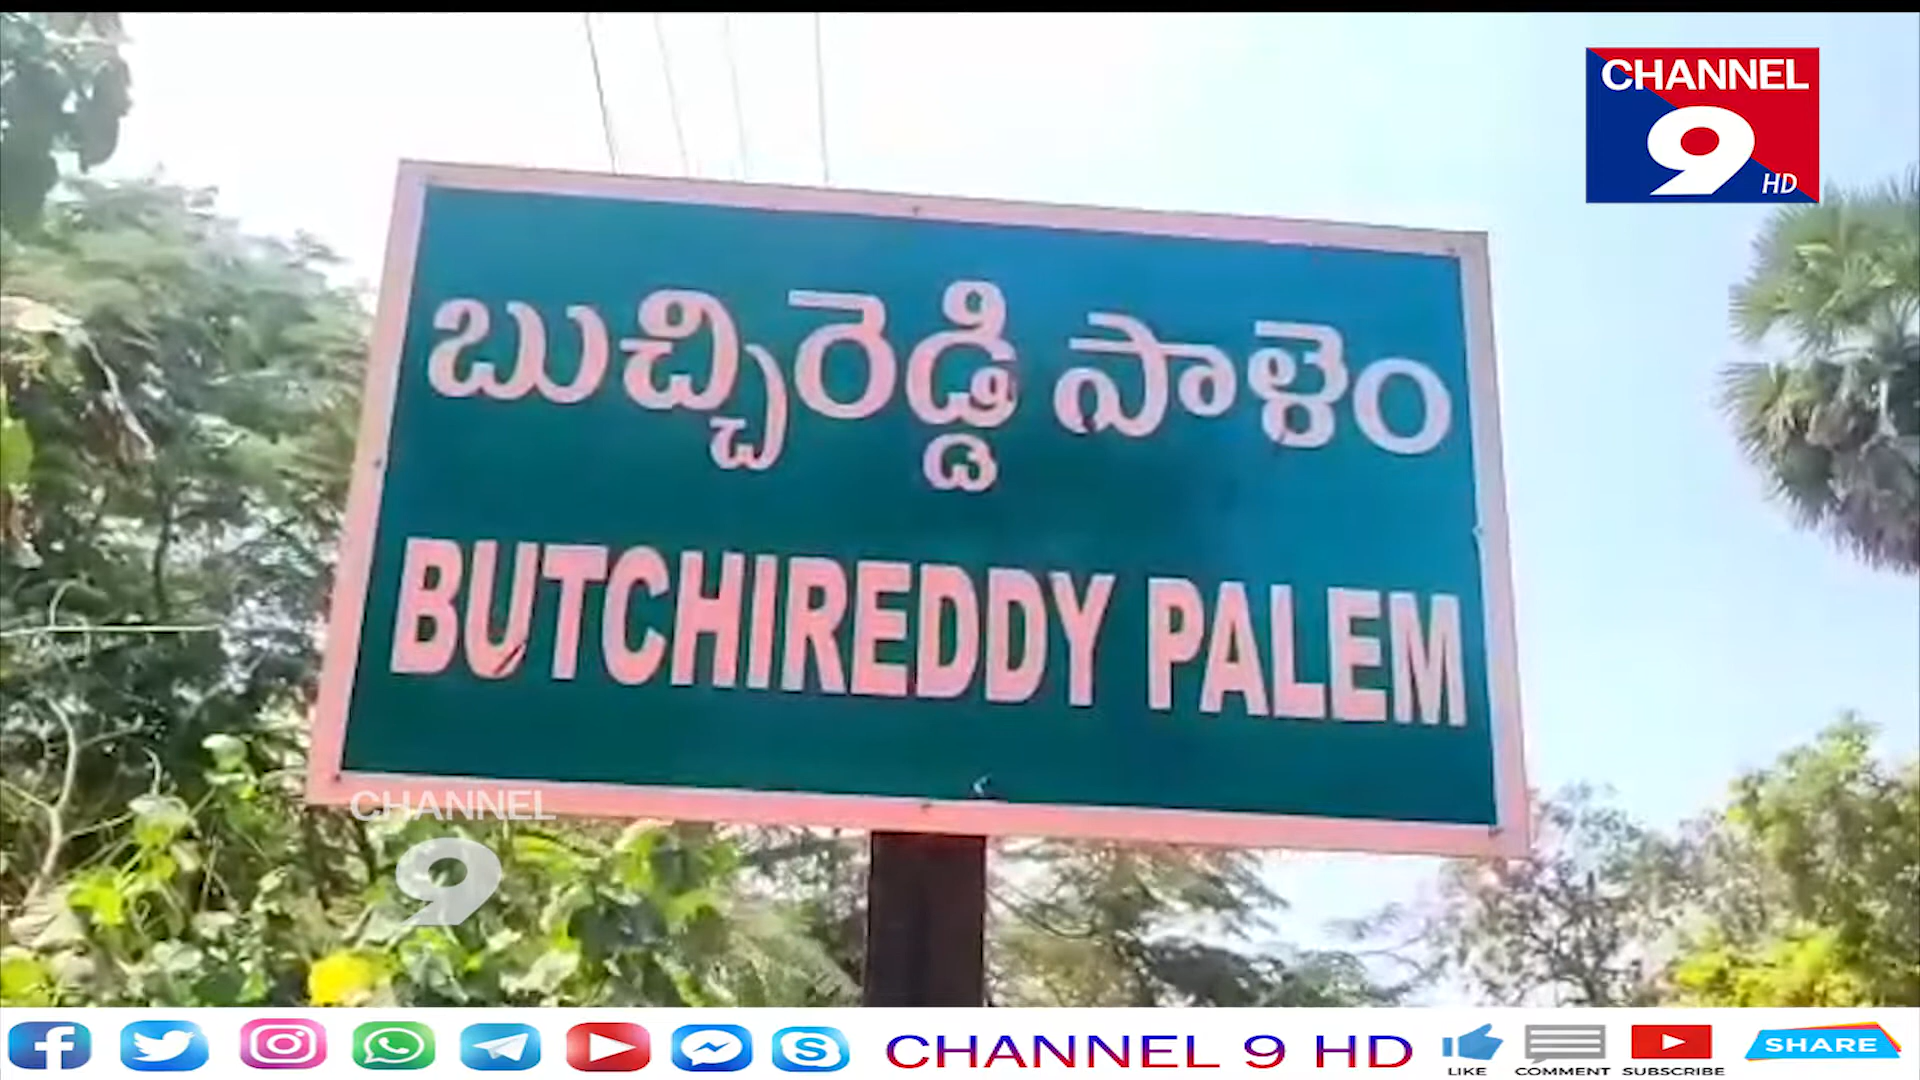 CHANNEL
9
HD
బుచ్చిరెడ్డి పాళెం
BUTCHIREDDY PALEM
CHANNEL
9
CHANNEL 9 HD
LIKE
COMMENT
SUBSCRIBE
SHARE